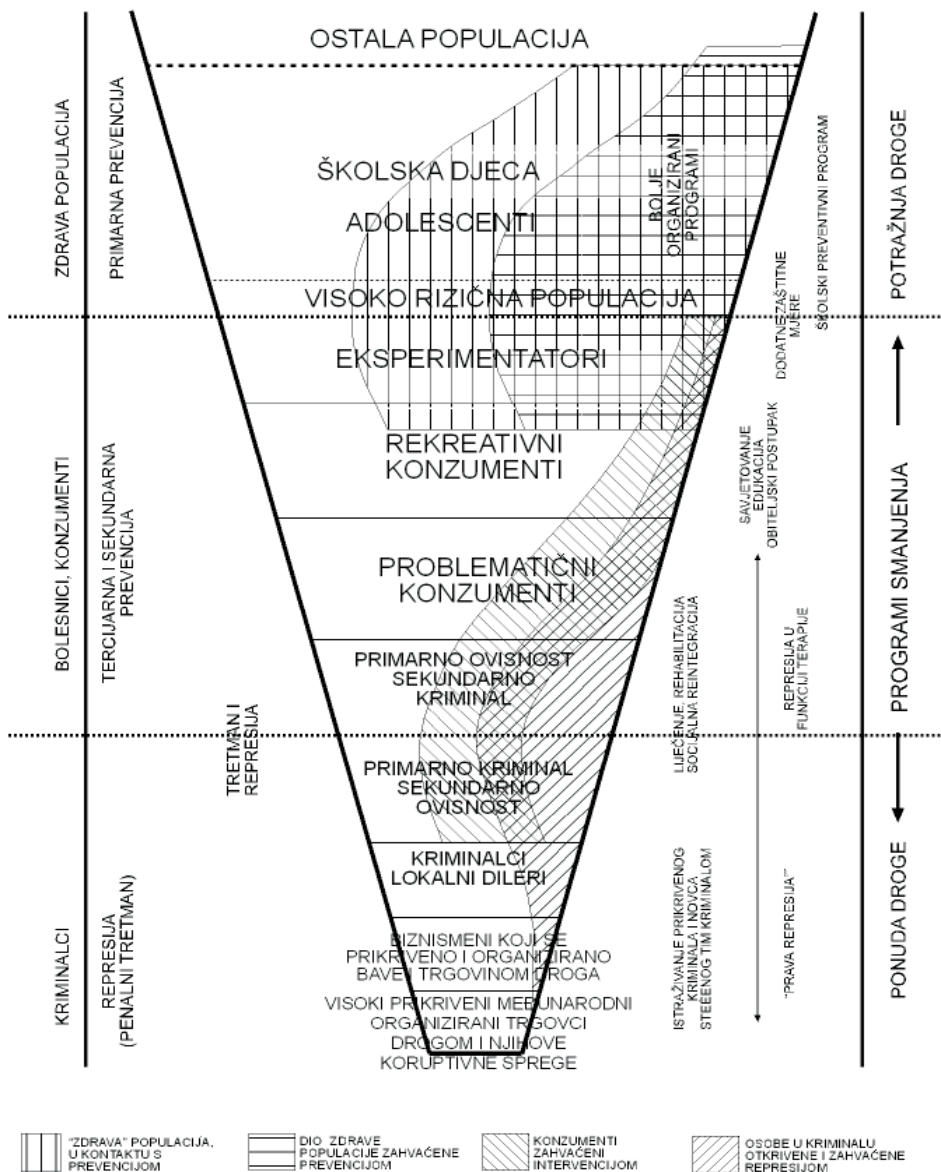 OSTALA POPULACIJA
ŠKOLSKA DJECA
ADOLESCENTI
BOLJE
ORGANIZIRANI
PROGRAMI
VISOKO RIZIČNA POPULACIJA
EKSPERIMENTATORI
REKREATIVNI
KONZUMENTI
PROBLEMATIČNI
KONZUMENTI
PRIMARNO OVISNOST
SEKUNDARNO
KRIMINAL
PRIMARNO KRIMINAL
SEKUNDARNO
OVISNOST
KRIMINALCI
LOKALNI DILERI
BIZNISMENI KOJI SE
PRIKRIVENO I ORGANIZIRANO
BAVE TRGOVINOM DROGA
VISOKI PRIKRIVENI MEĐUNARODNI
ORGANIZIRANI TRGOVCI
DROGOM I NJIHOVE
KORUPTIVNE SPREGE
ZDRAVA POPULACIJA
PRIMARNA PREVENCIJA
BOLESNICI, KONZUMENTI
TERCIJARNA I SEKUNDARNA
PREVENCIJA
TRETMAN I
REPRESIJA
KRIMINALCI
REPRESIJA
(PENALNI TRETMAN)
ŠKOLSKI PREVENTIVNI PROGRAM
DODATNE ZAŠTITNE
MJERE
SAVJETOVANJE
EDUKACIJA
OBITELJSKI POSTUPAK
LIJEČENJE, REHABILITACIJA
SOCIJALNA REINTEGRACIJA
REPRESIJA U
FUNKCIJI TERAPIJE
ISTRAŽIVANJE PRIKRIVENOG
KRIMINALA I NOVCA
STEČENOG TIM KRIMINALOM
"PRAVA REPRESIJA"
POTRAŽNJA DROGE
PROGRAMI SMANJENJA
PONUDA DROGE
"ZDRAVA" POPULACIJA,
U KONTAKTU S
PREVENCIJOM
DIO ZDRAVE
POPULACIJE ZAHVAĆENE
PREVENCIJOM
KONZUMENTI
ZAHVAĆENI
INTERVENCIJOM
OSOBE U KRIMINALU
OTKRIVENE I ZAHVAĆENE
REPRESIJOM